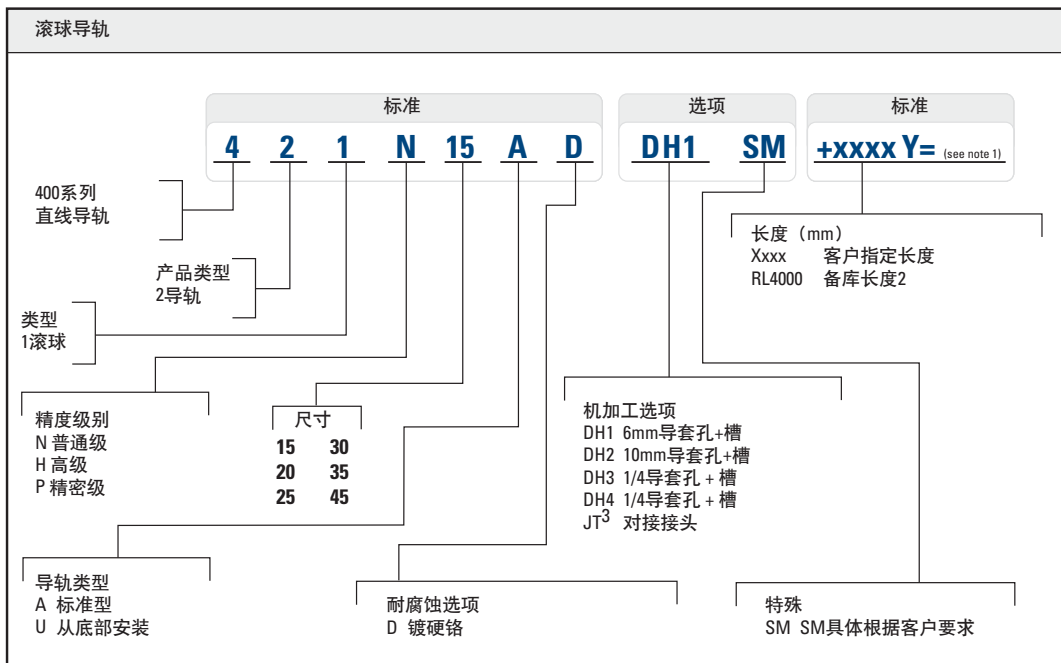 滚球导轨
标准 选项 标准
4 2 1 N 15 A D DH1 SM +xxxx Y= (see note 1)
400系列
直线导轨
产品类型
2导轨
类型
1滚球
长度（mm）
Xxxx 客户指定长度
RL4000 备库长度2
精度级别
N 普通级
H 高级
P 精密级
尺寸
15 30
20 35
25 45
机加工选项
DH1 6mm导套孔+槽
DH2 10mm导套孔+槽
DH3 1/4导套孔 + 槽
DH4 1/4导套孔 + 槽
JT3 对接接头
导轨类型
A 标准型
U 从底部安装
耐腐蚀选项
D 镀硬铬
特殊
SM SM具体根据客户要求